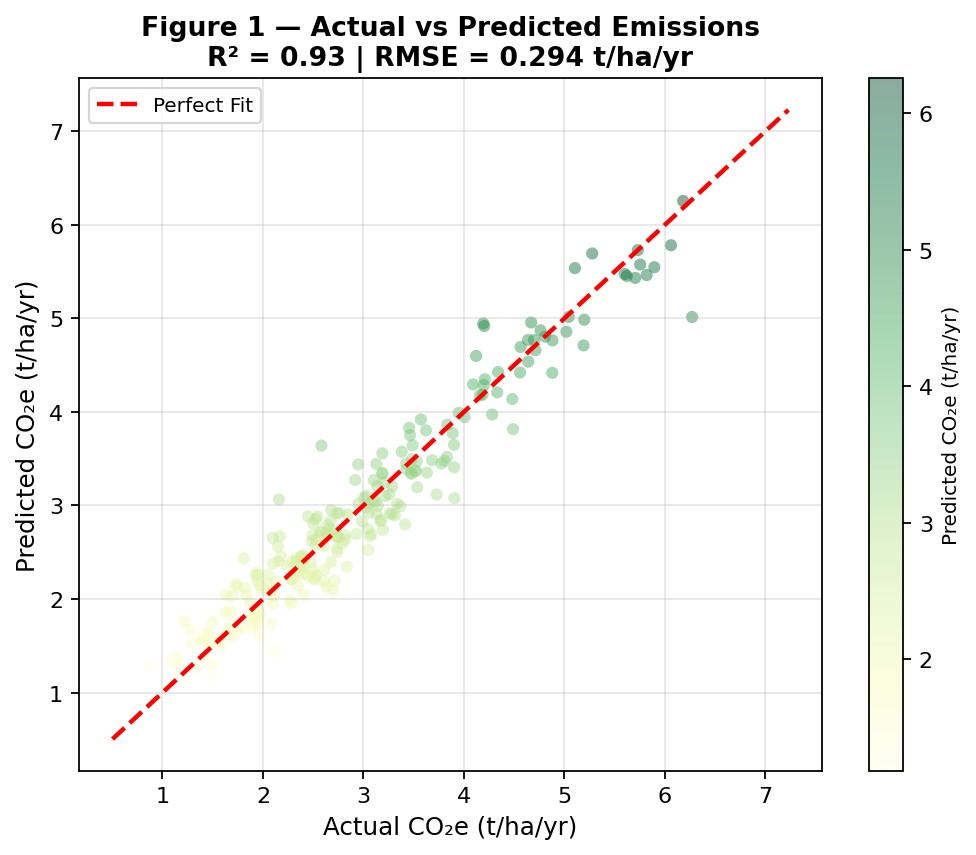 Figure 1 — Actual vs Predicted Emissions
R² = 0.93 | RMSE = 0.294 t/ha/yr
Perfect Fit
7
6
5
4
3
2
1
Predicted CO₂e (t/ha/yr)
1 2 3 4 5 6 7
Actual CO₂e (t/ha/yr)
6
5
4
3
2
Predicted CO₂e (t/ha/yr)